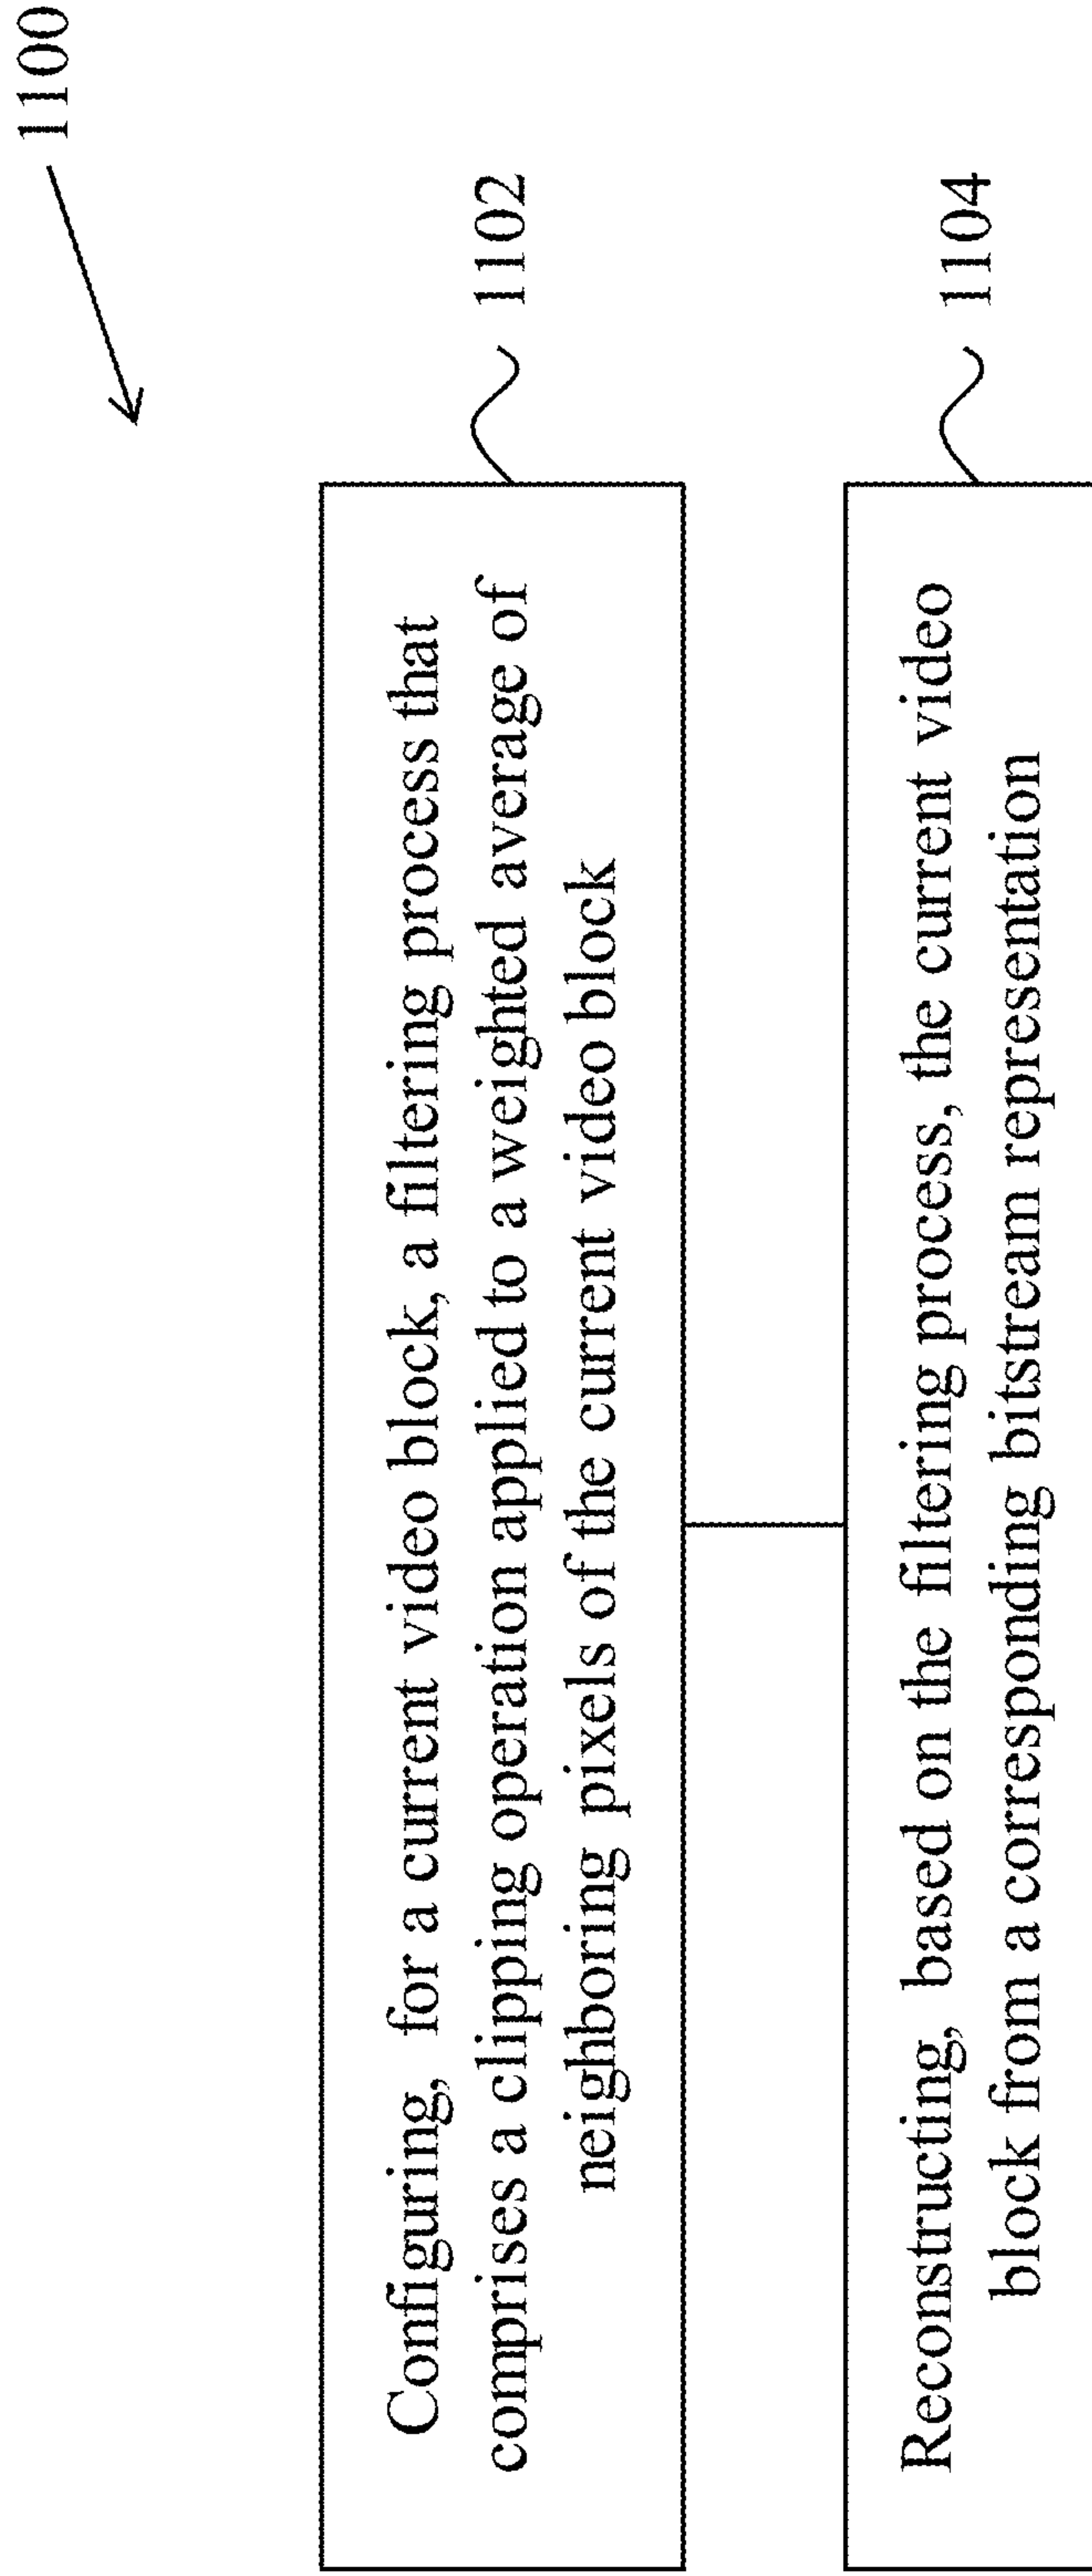 1100
Configuring, for a current video block, a filtering process that
comprises a clipping operation applied to a weighted average of
neighboring pixels of the current video block
1102
Reconstructing, based on the filtering process, the current video
block from a corresponding bitstream representation
1104